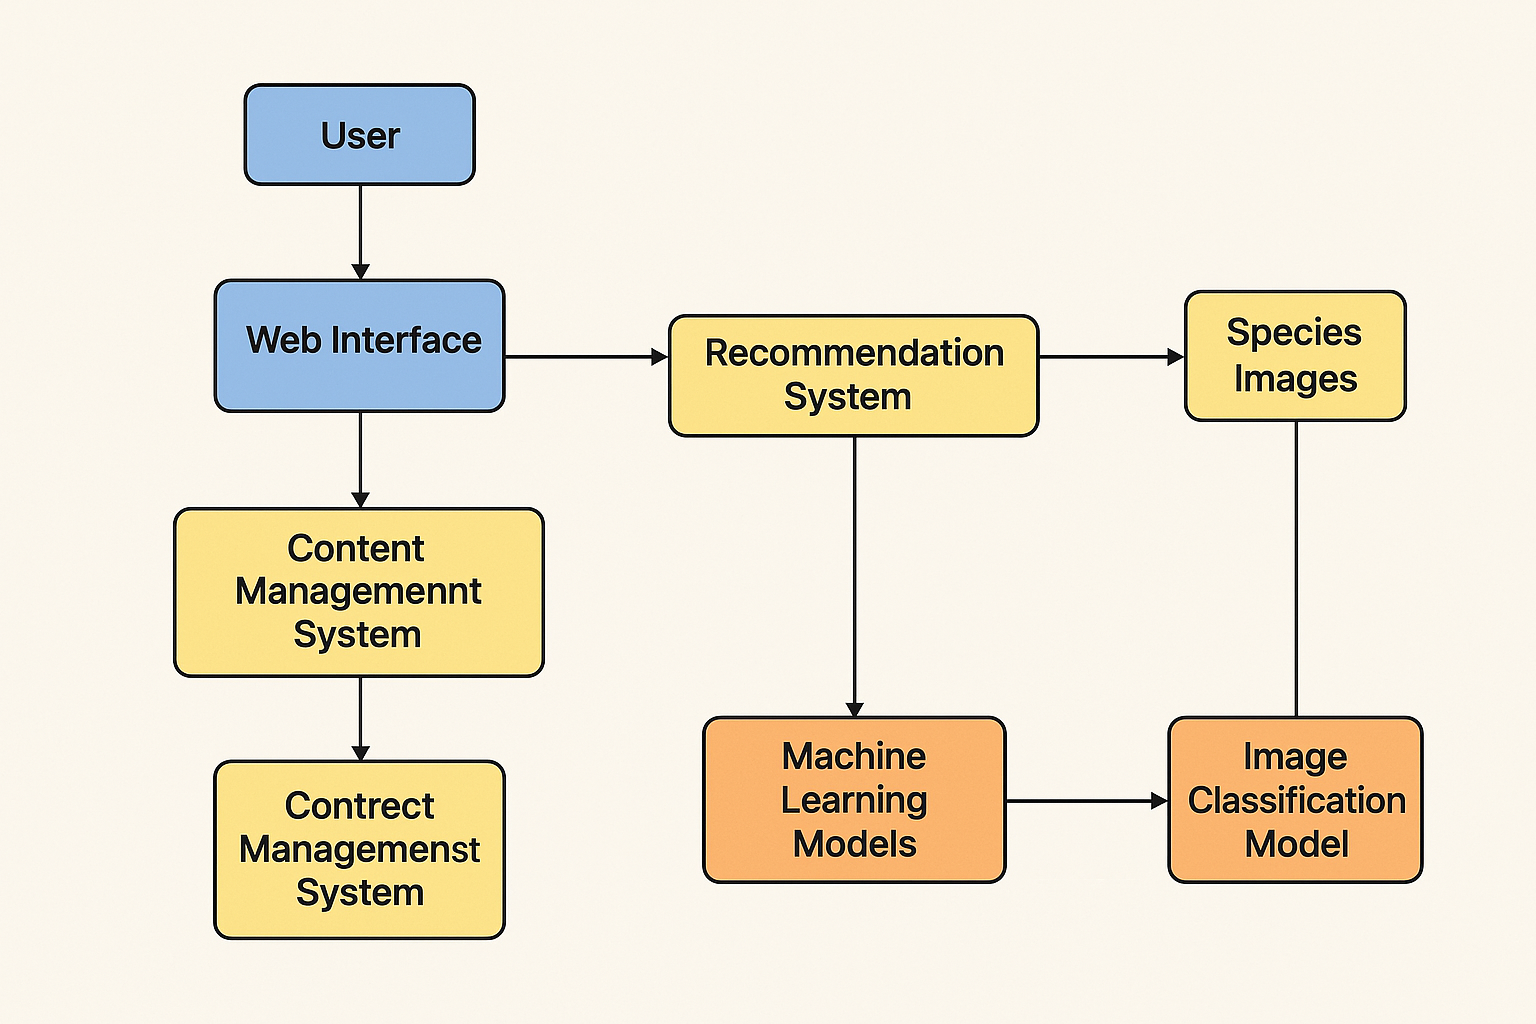 User
Web Interface
Recommendation
System
Species
Images
Content
Managemennt
System
Contrect
Managemenst
System
Machine
Learning
Models
Image
Classification
Model